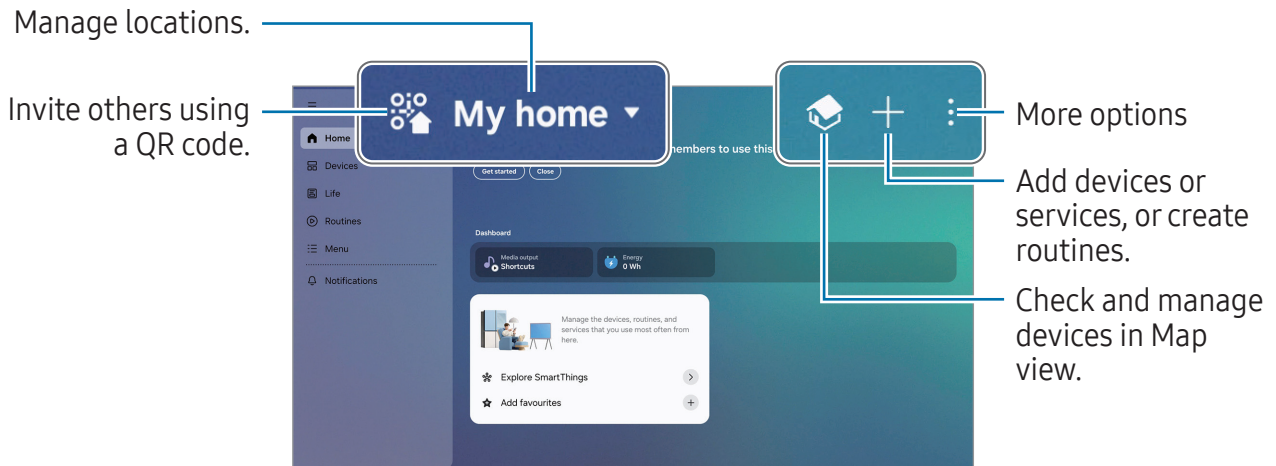 Manage locations.
Invite others using
a QR code.
My home
More options
Add devices or
services, or create
routines.
Check and manage
devices in Map
view.
Home
Devices
Life
Routines
Menu
Notifications
members to use this
Get started
Close
Dashboard
Media output
Shortcuts
Energy
0 Wh
Manage the devices, routines, and
services that you use most often from
here.
Explore SmartThings
Add favourites